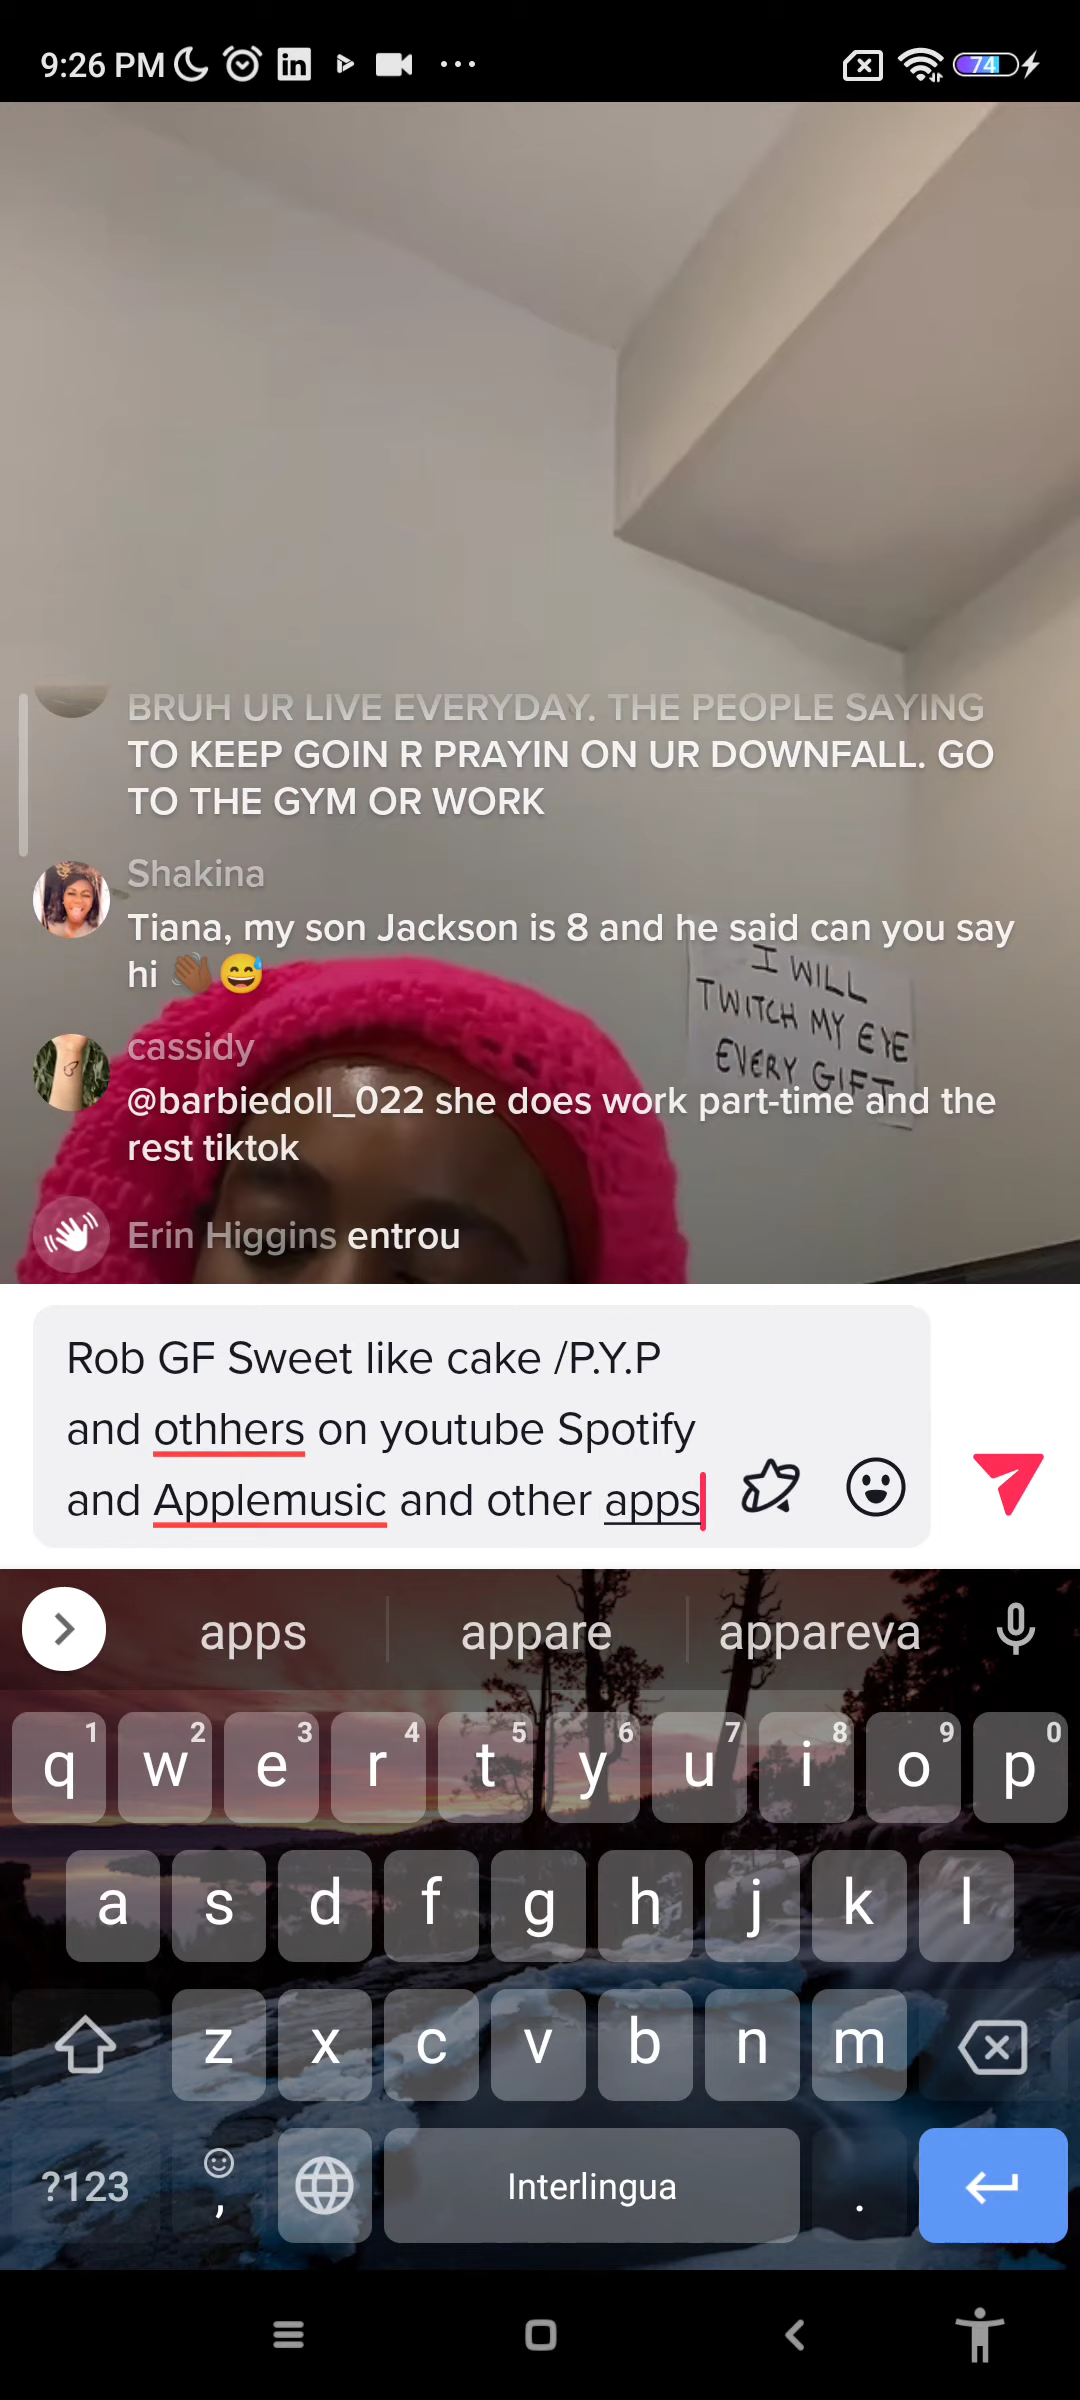 9:26 PM
74
BRUH UR LIVE EVERYDAY. THE PEOPLE SAYING
TO KEEP GOIN R PRAYIN ON UR DOWNFALL. GO
TO THE GYM OR WORK
Shakina
Tiana, my son Jackson is 8 and he said can you say
hi 👋🏾😅
I WILL
TWITCH MY EYE
EVERY GIFT
cassidy
@barbiedoll_022 she does work part-time and the
rest tiktok
Erin Higgins entrou
Rob GF Sweet like cake /P.Y.P
and othhers on youtube Spotify
and Applemusic and other apps
apps appare appareva
1 2 3 4 5 6 7 8 9 0
q w e r t y u i o p
a s d f g h j k l
z x c v b n m
?123 , Interlingua .